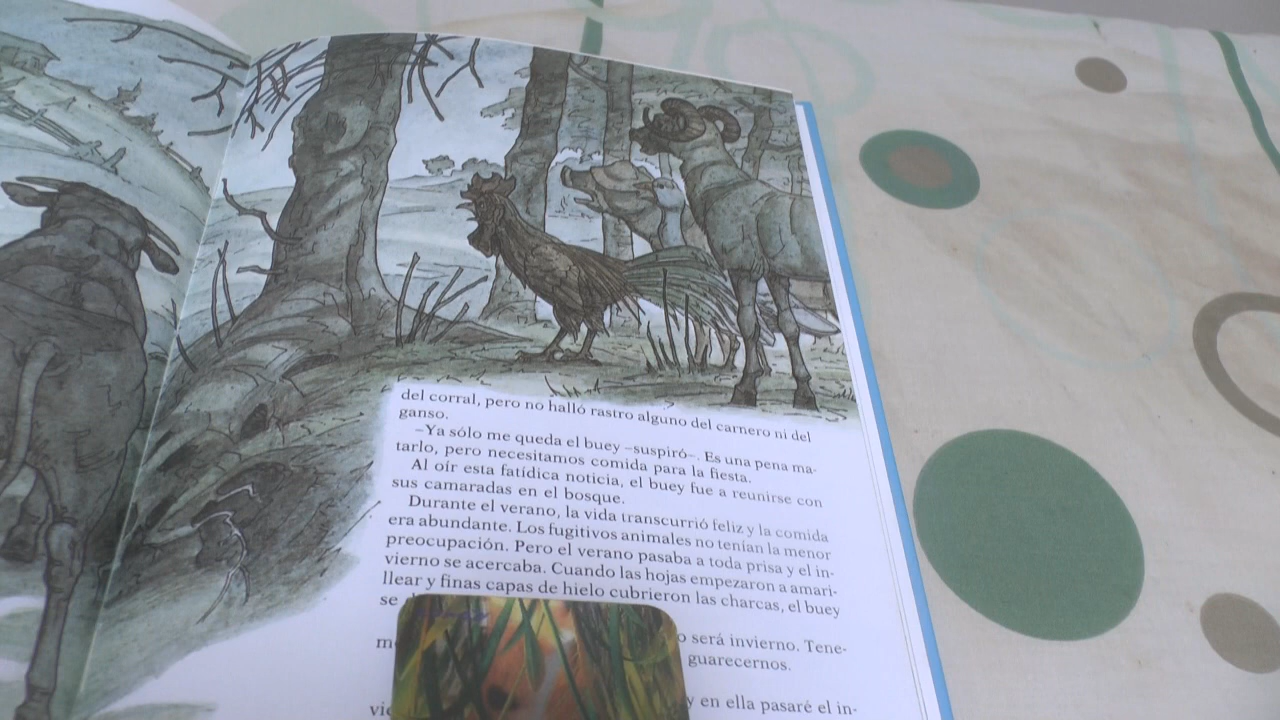 del corral, pero no halló rastro alguno del carnero ni del
ganso.
–Ya sólo me queda el buey –suspiró–. Es una pena ma-
tarlo, pero necesitamos comida para la fiesta.
Al oír esta fatídica noticia, el buey fue a reunirse con
sus camaradas en el bosque.
Durante el verano, la vida transcurrió feliz y la comida
era abundante. Los fugitivos animales no tenían la menor
preocupación. Pero el verano pasaba a toda prisa y el in-
vierno se acercaba. Cuando las hojas empezaron a amari-
llear y finas capas de hielo cubrieron las charcas, el buey
se
será invierno. Tene-
guarecernos.
y en ella pasaré el in-